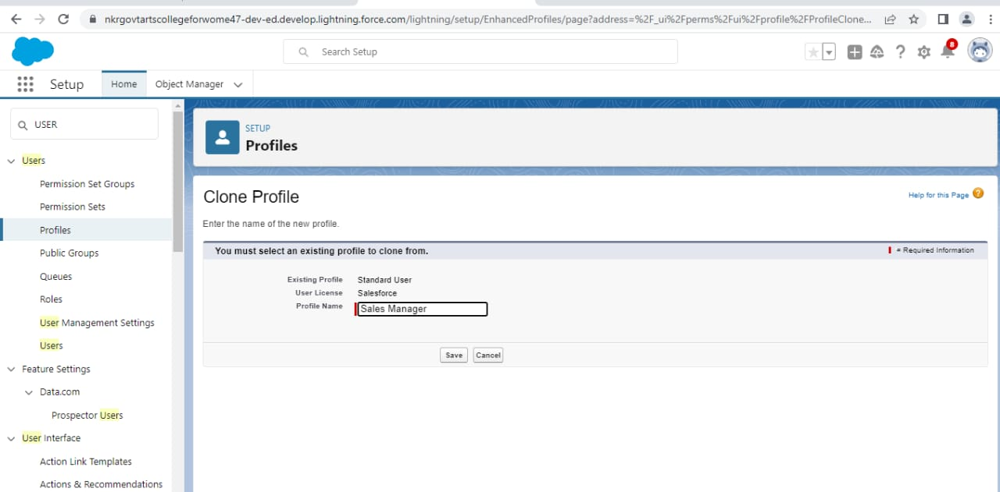 nkrgovtartscollegeforwome47-dev-ed.develop.lightning.force.com/lightning/setup/EnhancedProfiles/page?address=%2F_ui%2Fperms%2Fui%2Fprofile%2FProfileClone...
Search Setup
8
Setup
Home
Object Manager
USER
Users
Permission Set Groups
Permission Sets
Profiles
Public Groups
Queues
Roles
User Management Settings
Users
Feature Settings
Data.com
Prospector Users
User Interface
Action Link Templates
Actions & Recommendations
SETUP
Profiles
Clone Profile
Help for this Page ?
Enter the name of the new profile.
You must select an existing profile to clone from.
= Required Information
Existing Profile Standard User
User License Salesforce
Profile Name Sales Manager
Save Cancel